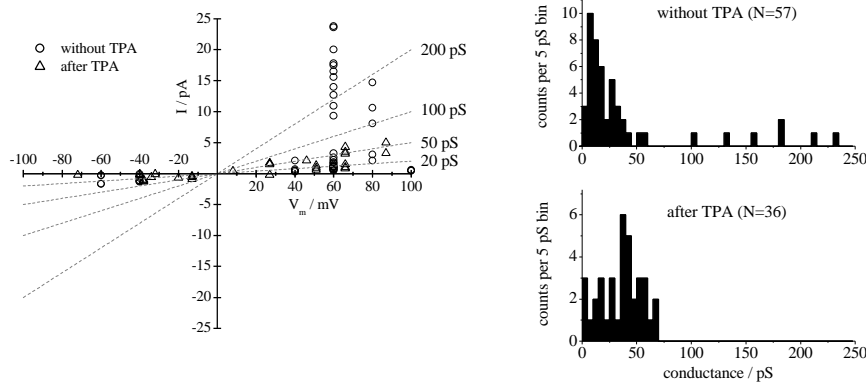 without TPA
after TPA
I / pA
25
20
15
10
5
-5
-10
-15
-20
-25
-100 -80 -60 -40 -20
20 40 60 80 100
V_m / mV
200 pS
100 pS
50 pS
20 pS
without TPA (N=57)
counts per 5 pS bin
10
8
6
4
2
0
0 50 100 150 200 250
after TPA (N=36)
counts per 5 pS bin
6
4
2
0
0 50 100 150 200 250
conductance / pS